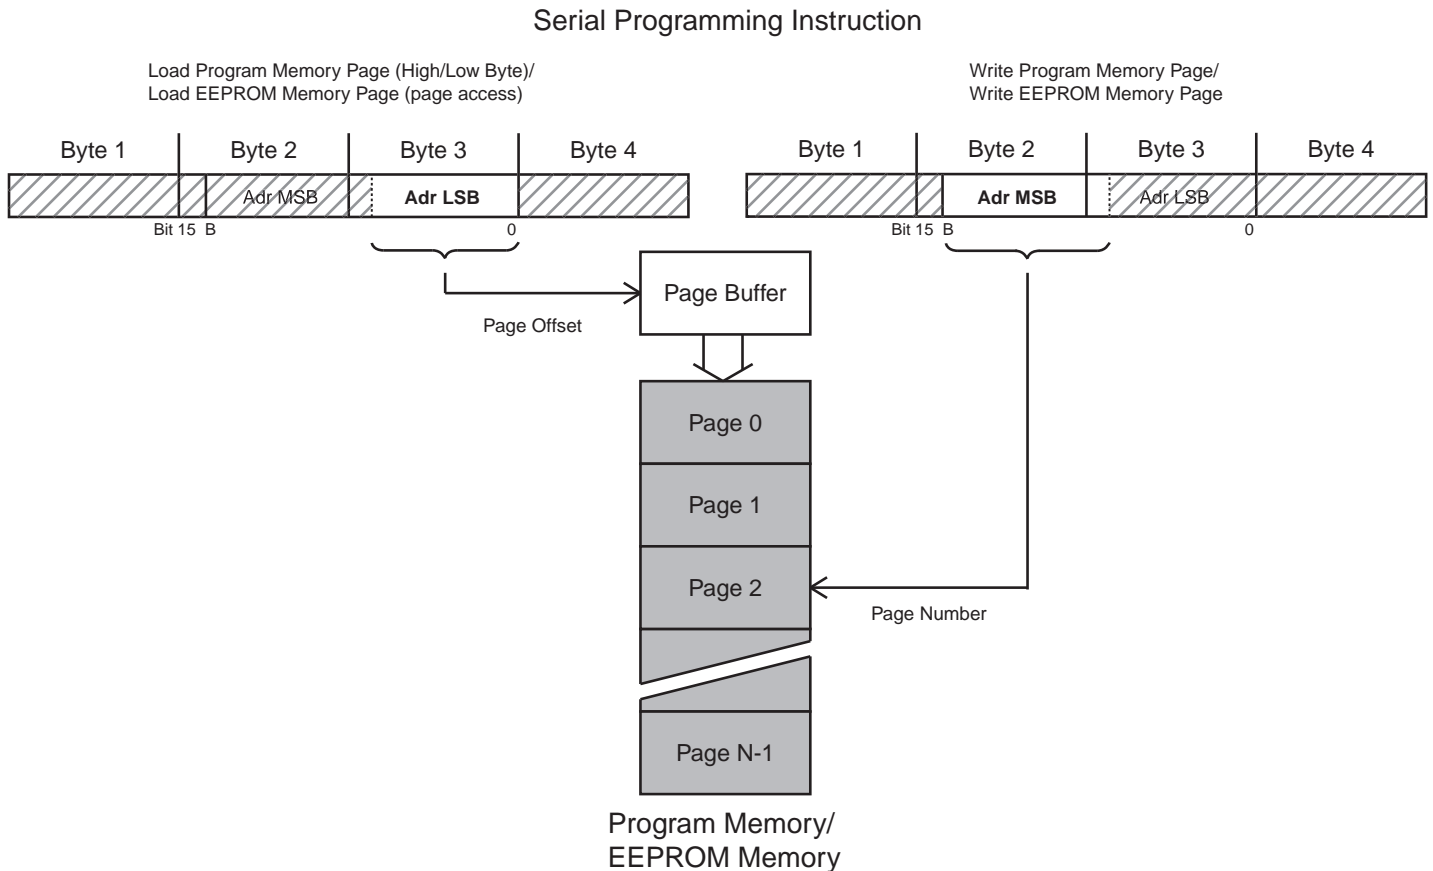 Serial Programming Instruction
Load Program Memory Page (High/Low Byte)/
Load EEPROM Memory Page (page access)
Write Program Memory Page/
Write EEPROM Memory Page
Byte 1 Byte 2 Byte 3 Byte 4
Byte 1 Byte 2 Byte 3 Byte 4
Adr MSB Adr LSB
Adr MSB Adr LSB
Bit 15 B 0
Bit 15 B 0
Page Buffer
Page Offset
Page 0
Page 1
Page 2
Page Number
Page N-1
Program Memory/
EEPROM Memory